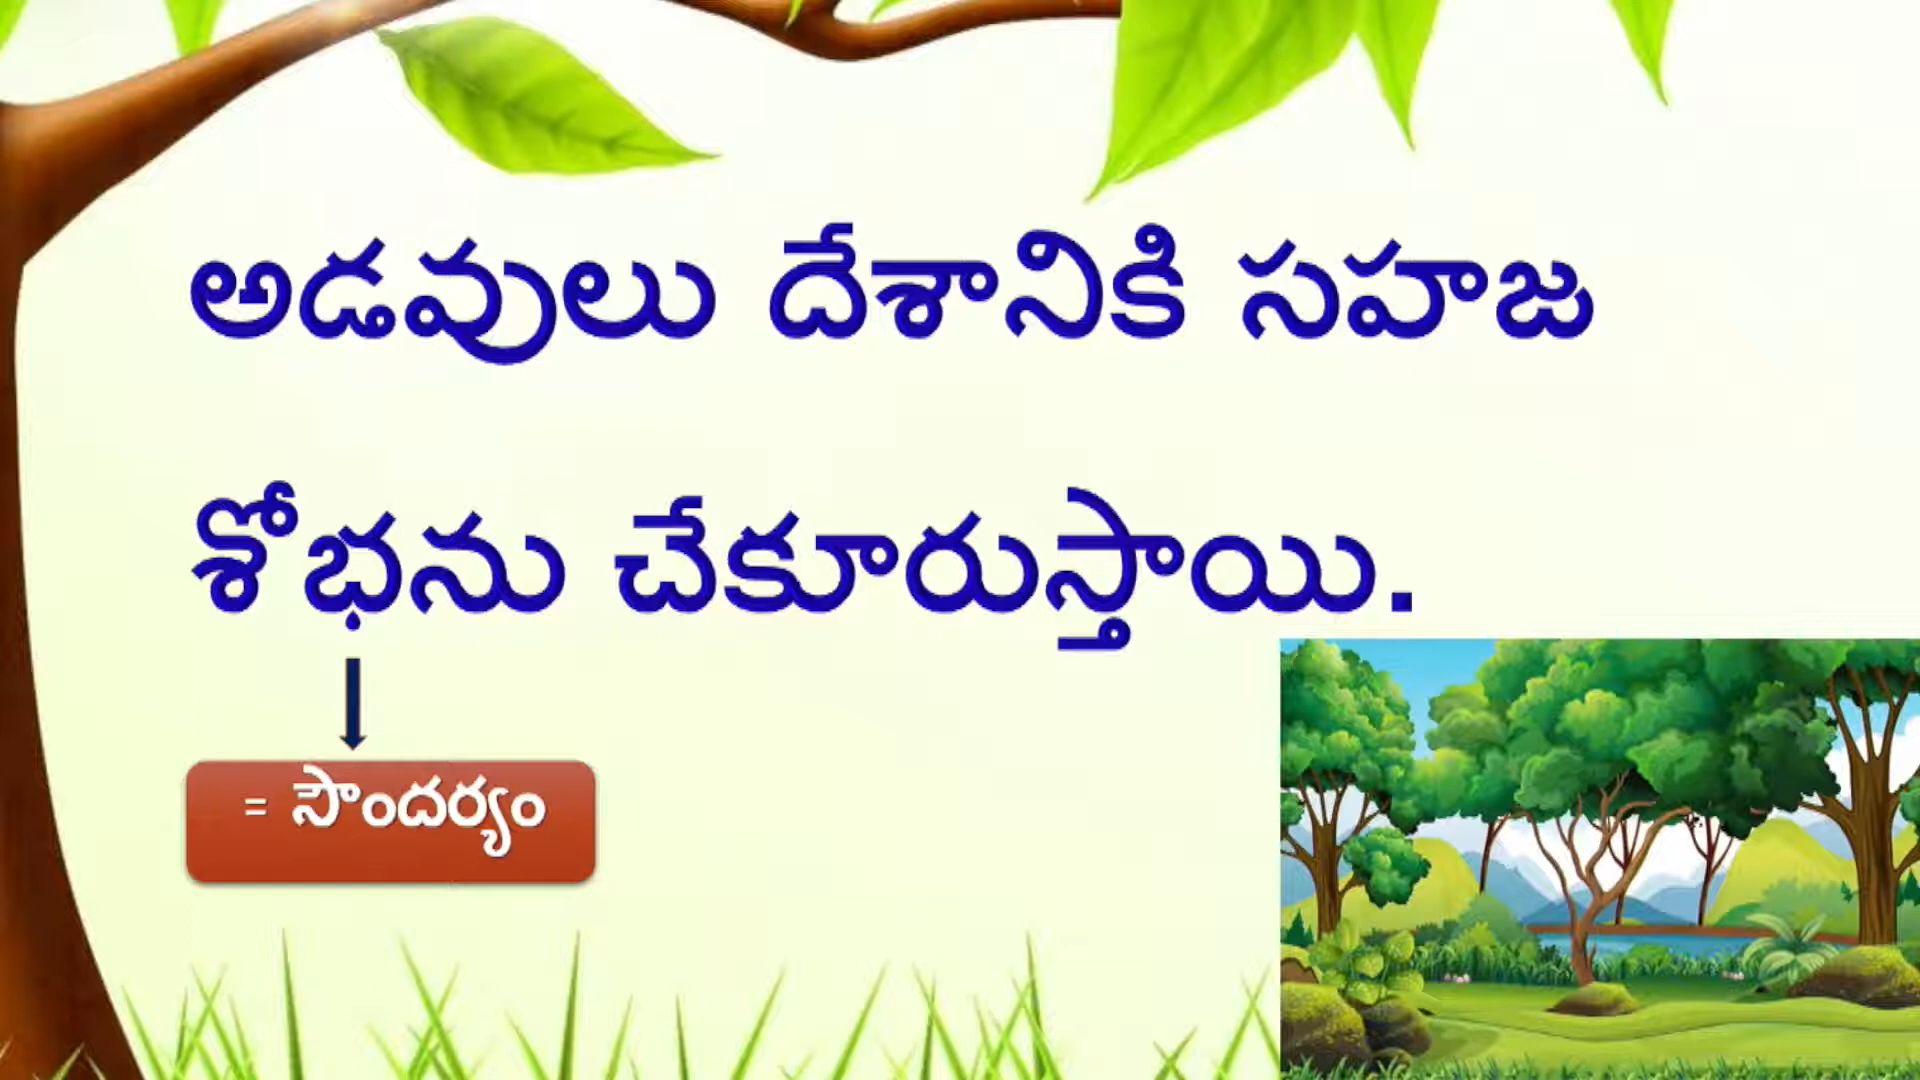 అడవులు దేశానికి సహజ
శోభను చేకూరుస్తాయి.
= సౌందర్యం